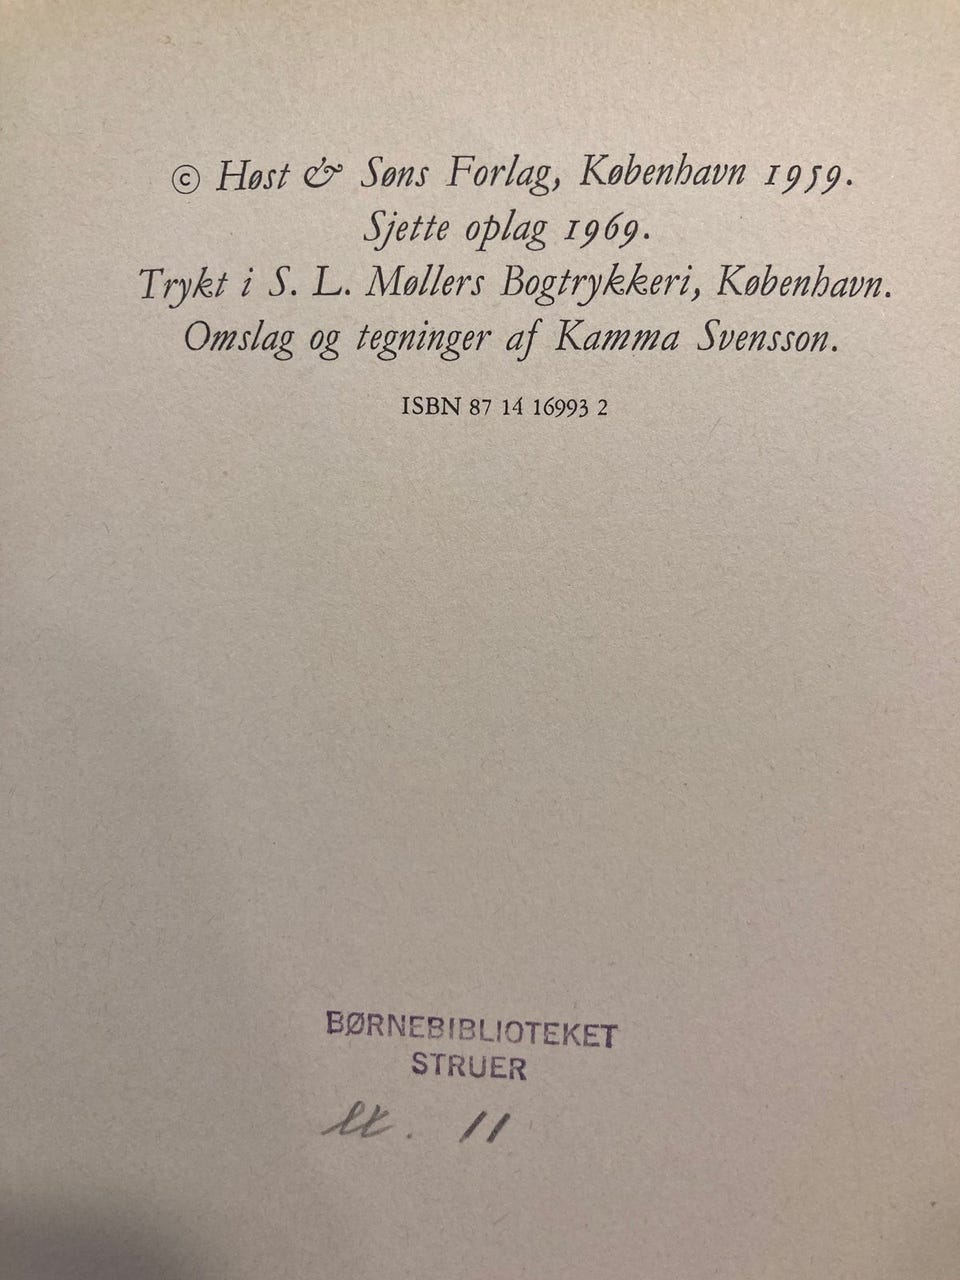 © Høst & Søns Forlag, København 1959.
Sjette oplag 1969.
Trykt i S. L. Møllers Bogtrykkeri, København.
Omslag og tegninger af Kamma Svensson.
ISBN 87 14 16993 2
BØRNEBIBLIOTEKET
STRUER
11